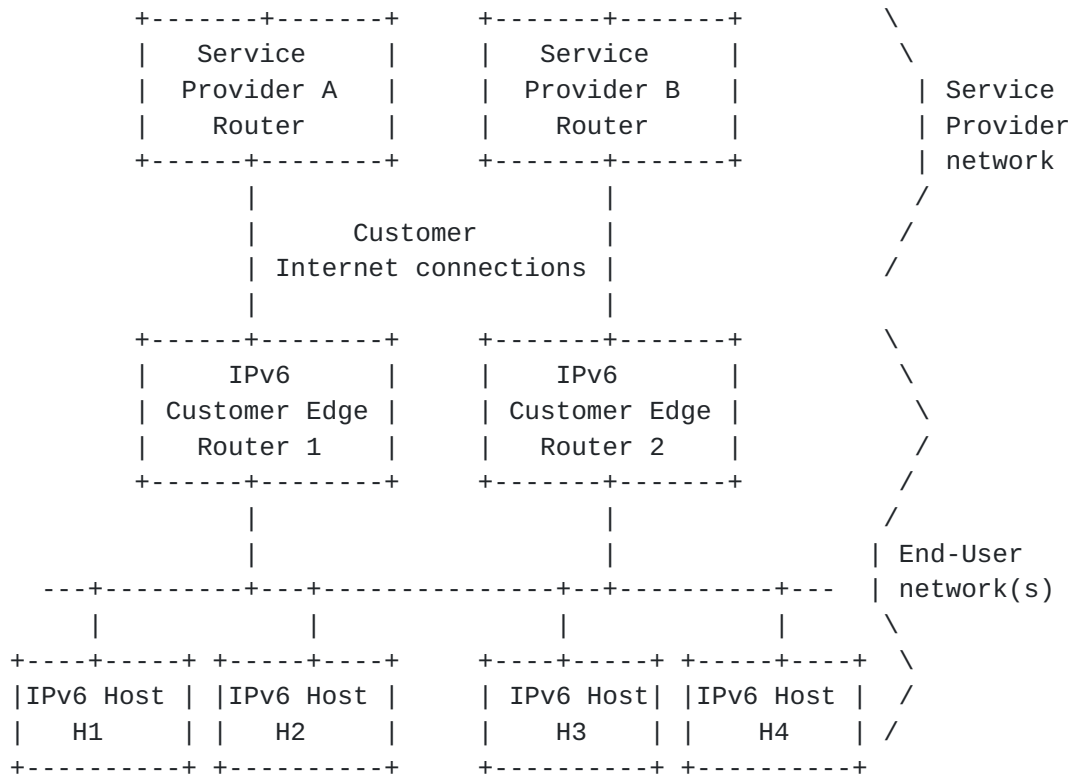 Service Provider A Router
Service Provider B Router
Service Provider network
Customer Internet connections
IPv6 Customer Edge Router 1
IPv6 Customer Edge Router 2
End-User network(s)
IPv6 Host H1
IPv6 Host H2
IPv6 Host H3
IPv6 Host H4